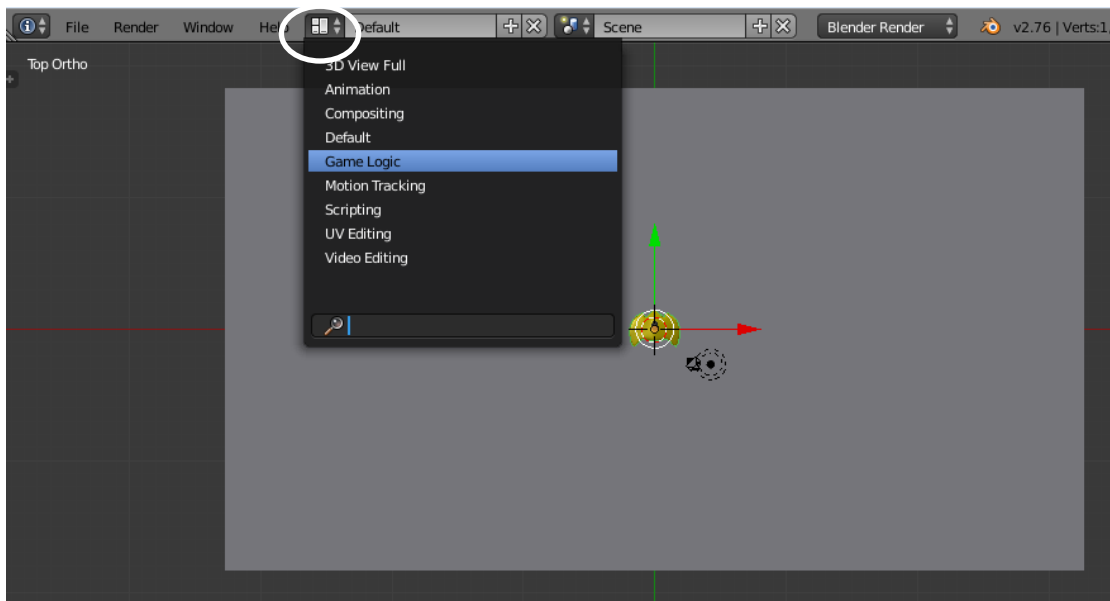 File Render Window Help Default Scene Blender Render v2.76 | Verts:1,
Top Ortho
3D View Full
Animation
Compositing
Default
Game Logic
Motion Tracking
Scripting
UV Editing
Video Editing